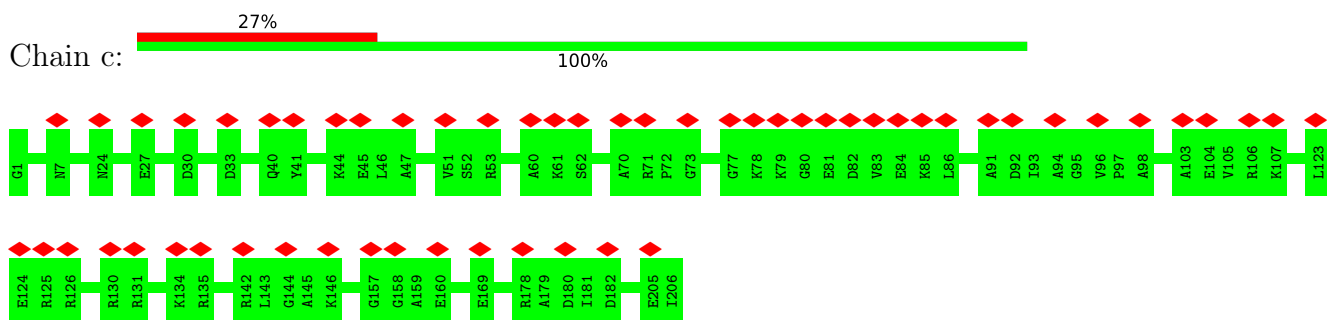 27%
Chain c:
100%
G1 N7 N24 E27 D30 D33 Q40 Y41 K44 E45 L46 A47 V51 S52 R53 A60 K61 S62 A70 R71 P72 G73 G77 K78 K79 G80 E81 D82 V83 E84 K85 L86 A91 D92 I93 A94 G95 V96 P97 A98 A103 E104 V105 R106 K107 L123
E124 R125 R126 R130 R131 K134 R135 R142 L143 G144 A145 K146 G157 G158 A159 E160 E169 R178 A179 D180 I181 D182 E205 I206